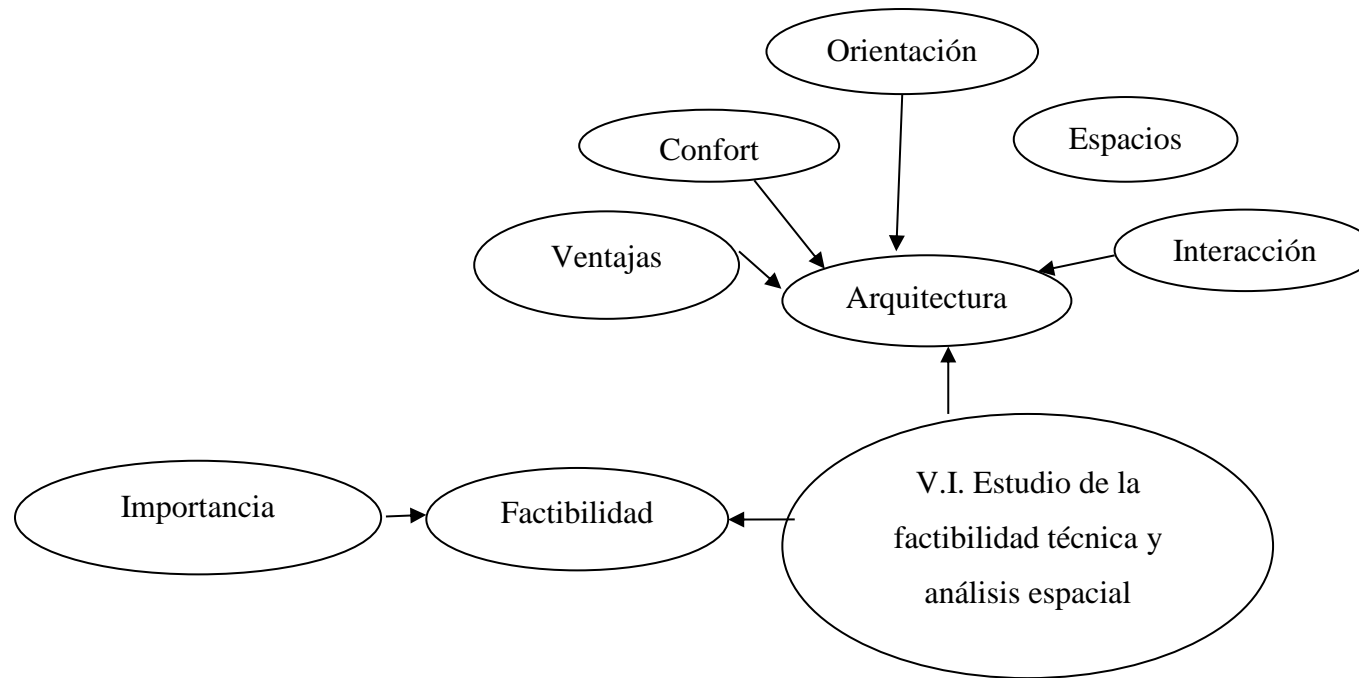 Orientación
Espacios
Confort
Ventajas
Interacción
Arquitectura
Importancia
Factibilidad
V.I. Estudio de la
factibilidad técnica y
análisis espacial